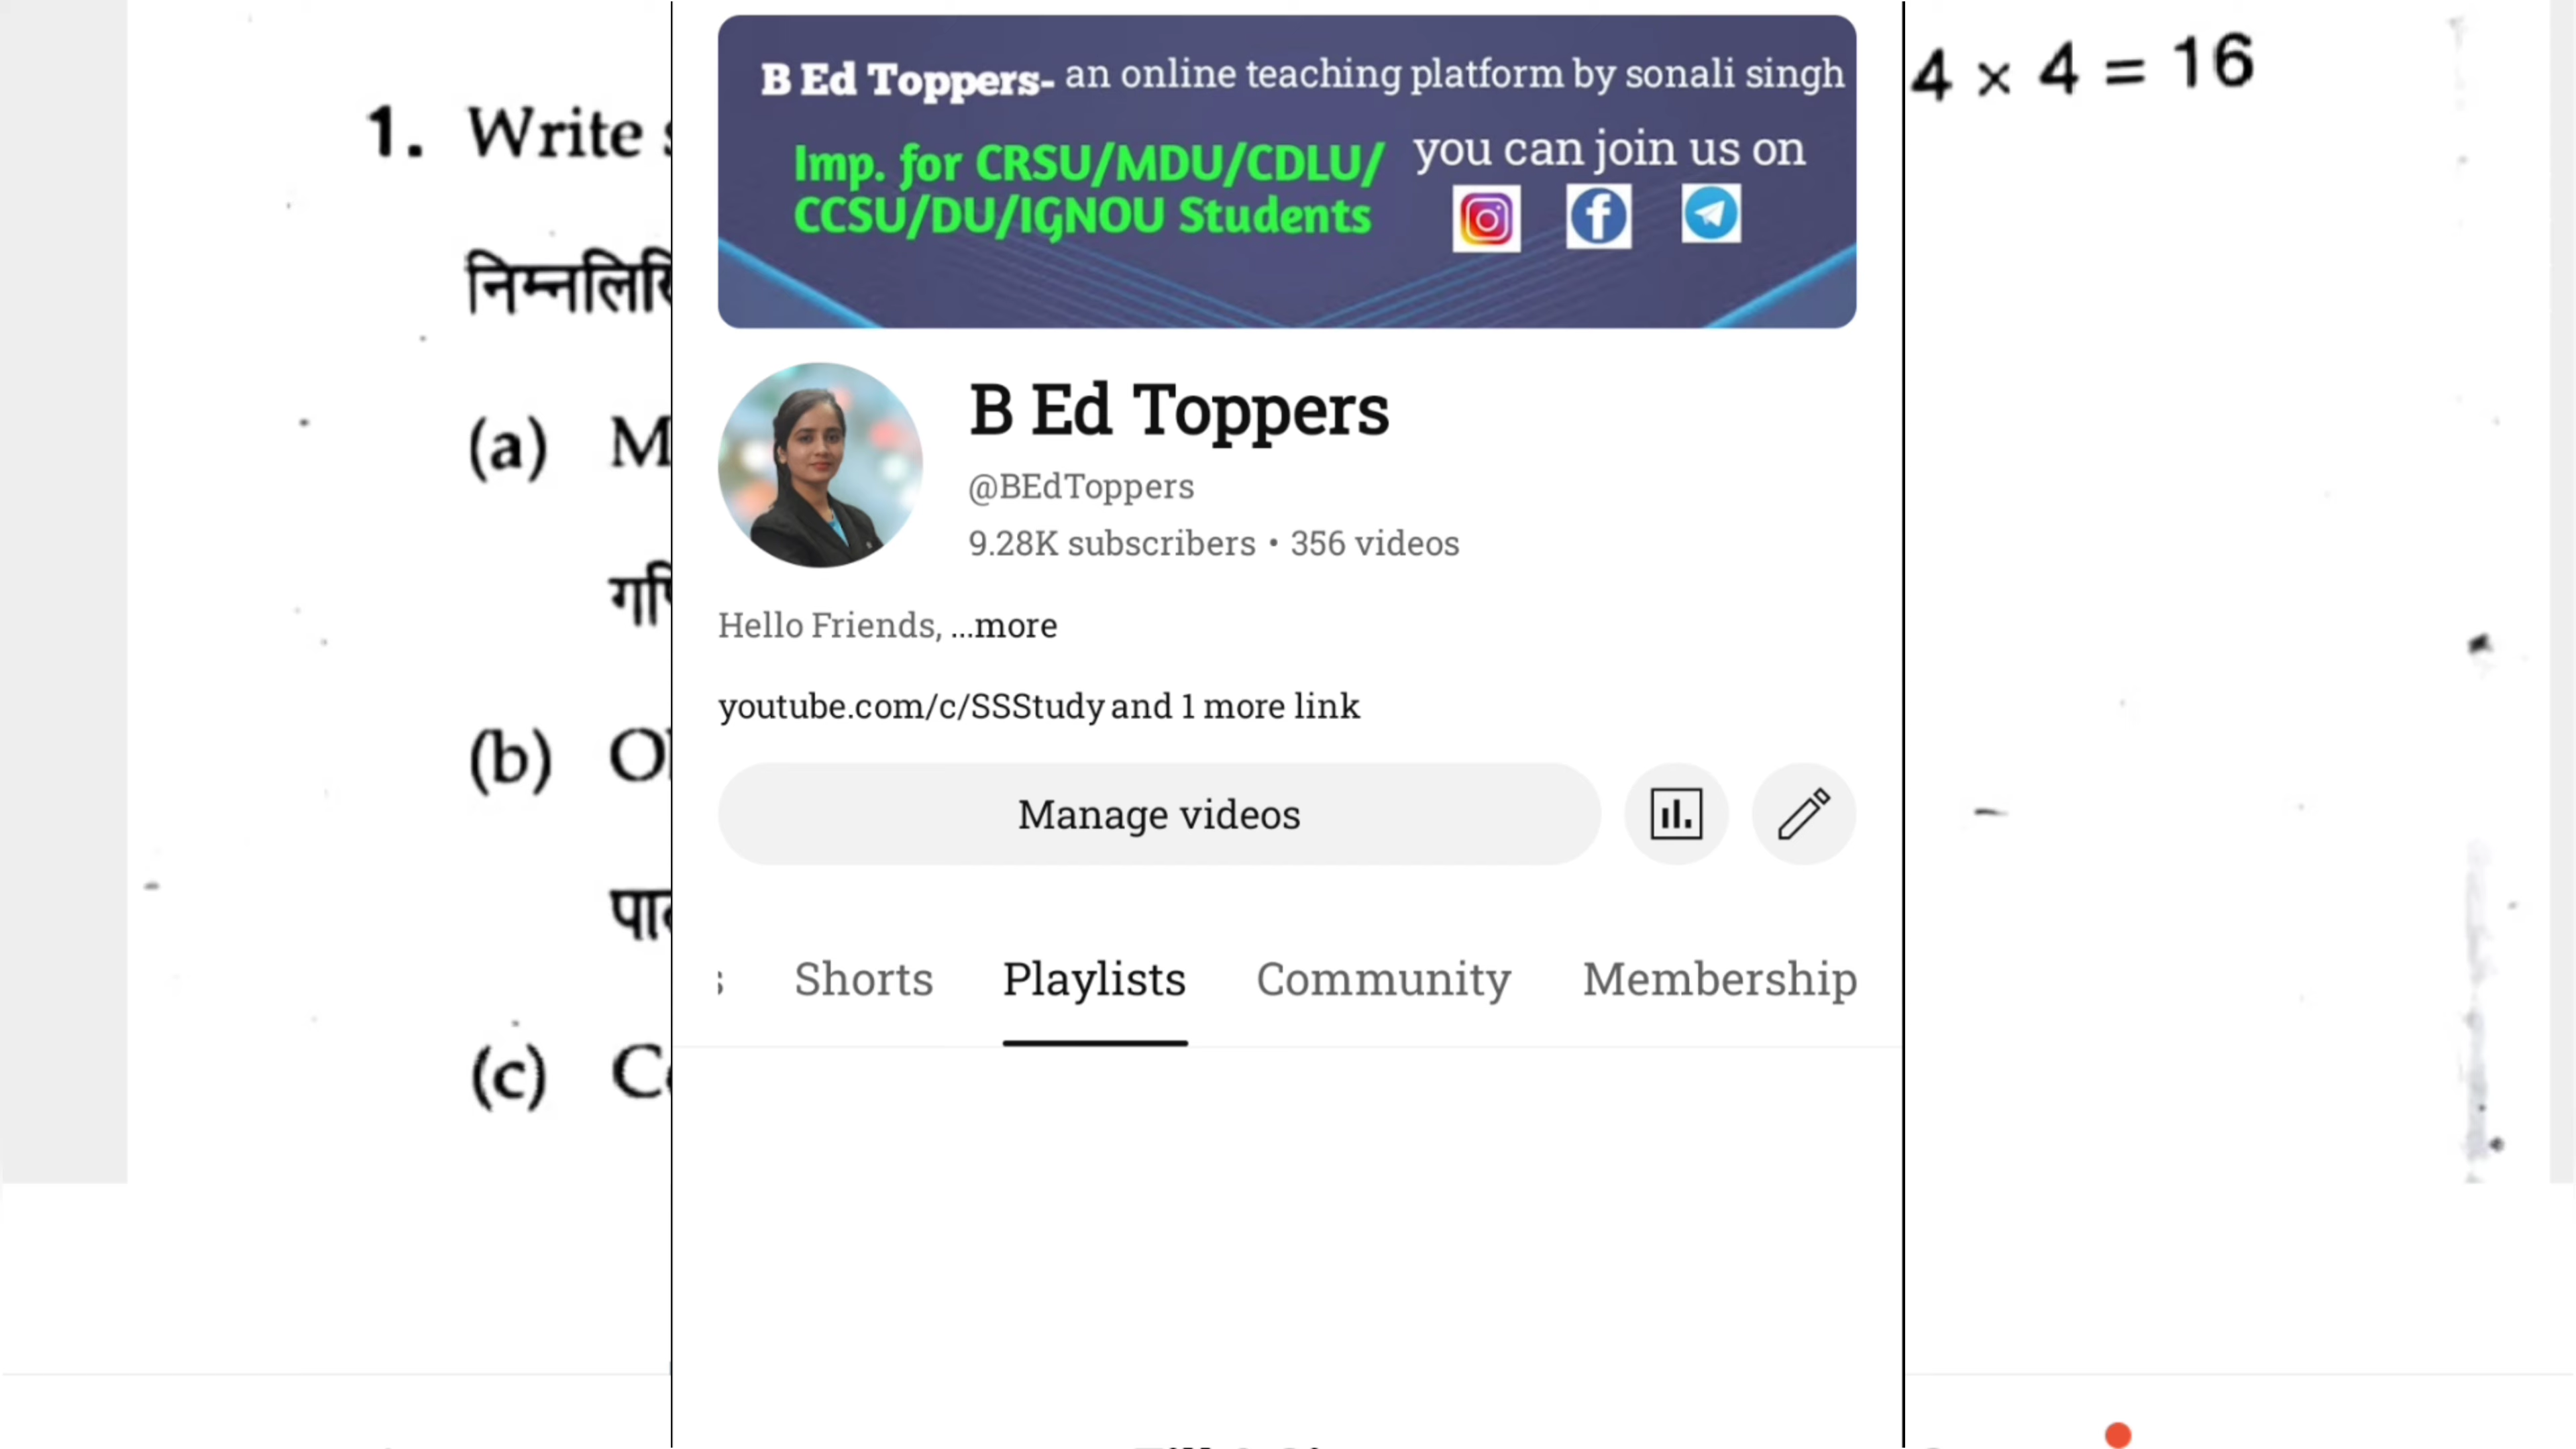 1. Write
4 × 4 = 16
(a)
(b)
(c)
B Ed Toppers- an online teaching platform by sonali singh
Imp. for CRSU/MDU/CDLU/
CCSU/DU/IGNOU Students
you can join us on
B Ed Toppers
@BEdToppers
9.28K subscribers • 356 videos
Hello Friends, ...more
youtube.com/c/SSStudy and 1 more link
Manage videos
Shorts Playlists Community Membership